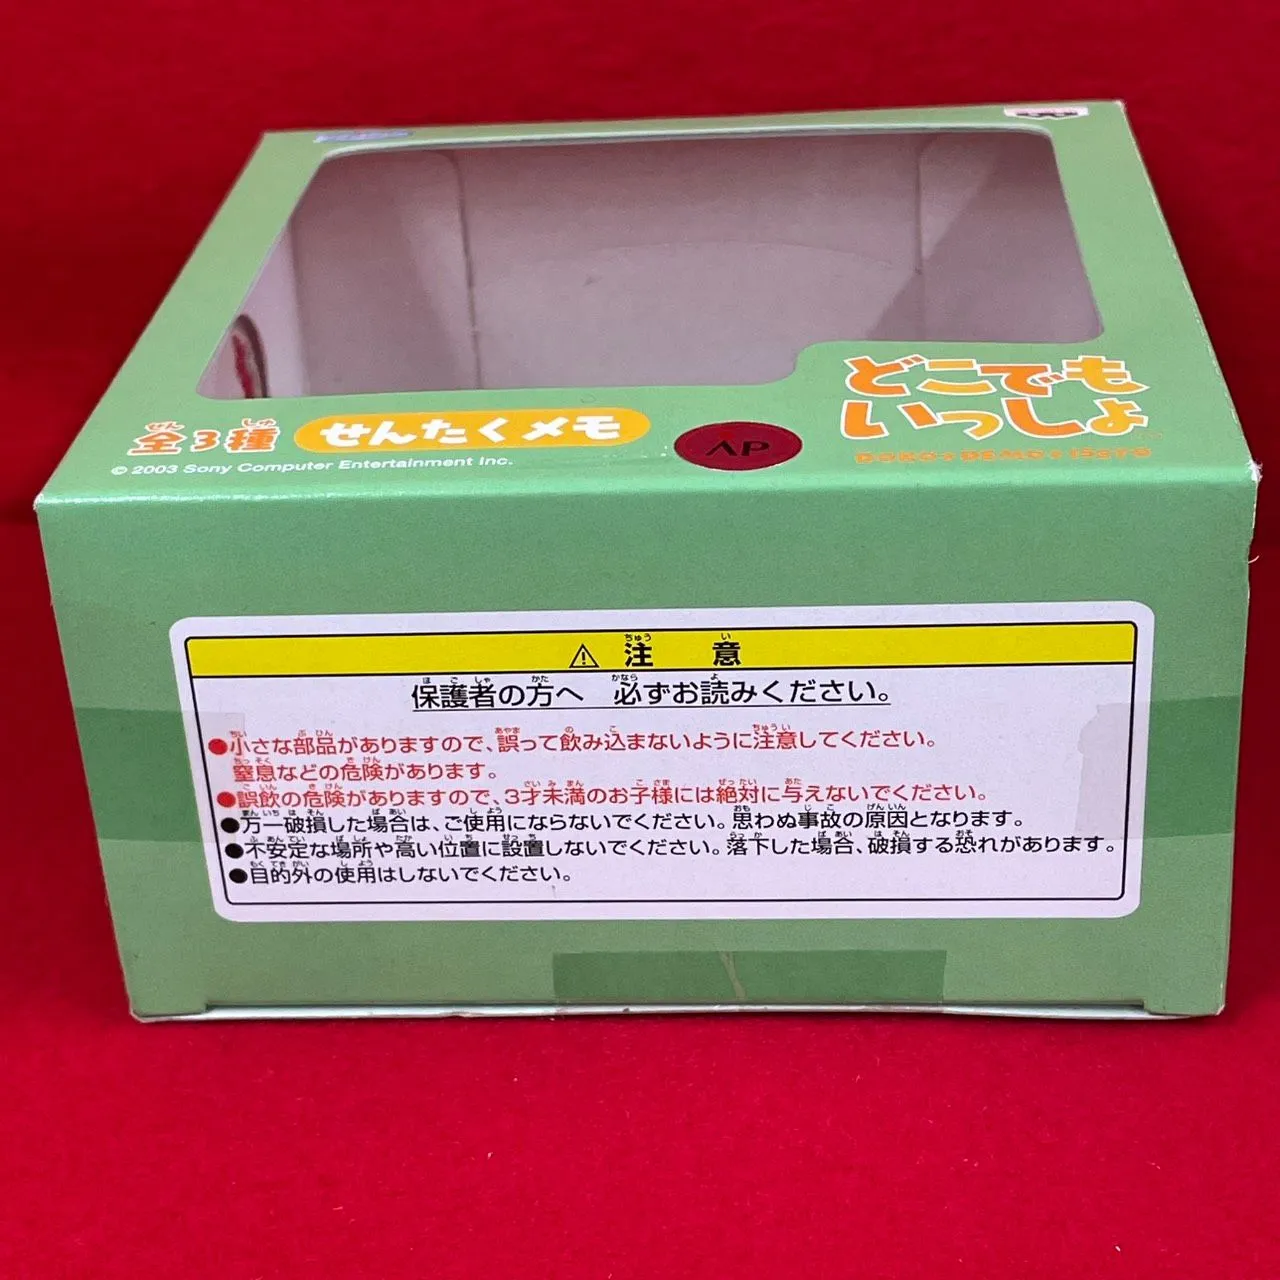 どこでも
いっしょ
全3種 せんたくメモ
AP
© 2003 Sony Computer Entertainment Inc.
⚠ 注意
保護者の方へ 必ずお読みください。
●小さな部品がありますので、誤って飲み込まないように注意してください。
窒息などの危険があります。
●誤飲の危険がありますので、3才未満のお子様には絶対に与えないでください。
●万一破損した場合は、ご使用にならないでください。思わぬ事故の原因となります。
●不安定な場所や高い位置に設置しないでください。落下した場合、破損する恐れがあります。
●目的外の使用はしないでください。